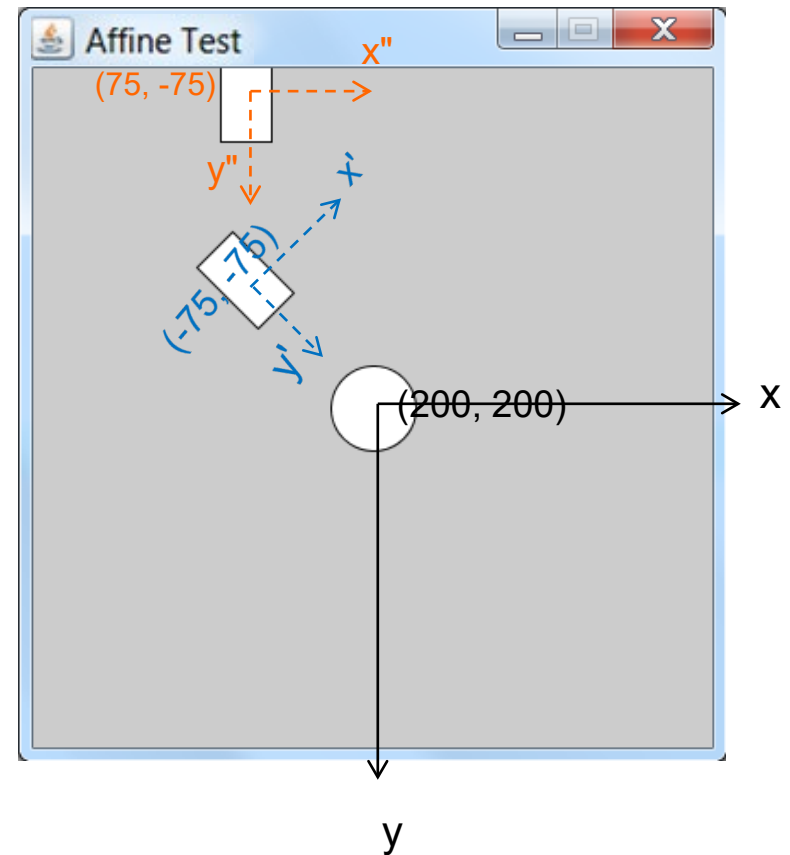 Affine Test
x"
(75, -75)
y"
x'
(-75, -75)
y'
(200, 200)
x
y